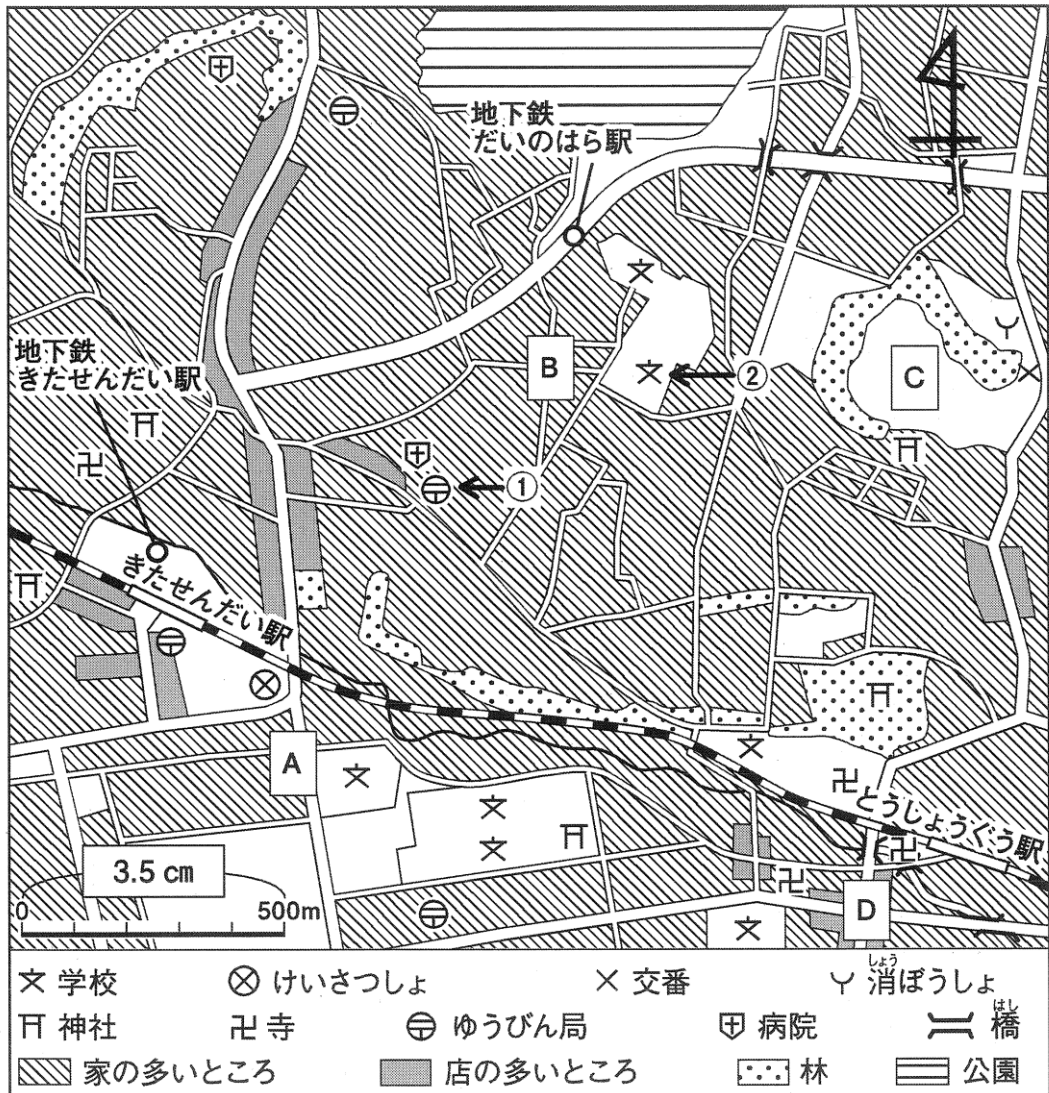 地下鉄
だいのはら駅
地下鉄
きたせんだい駅
B
C
②
①
きたせんだい駅
A
とうしょうぐう駅
3.5 cm
0 500m
D
学校 けいさつしょ 交番 消ぼうしょ
しょう
神社 寺 ゆうびん局 病院 橋
はし
家の多いところ 店の多いところ 林 公園